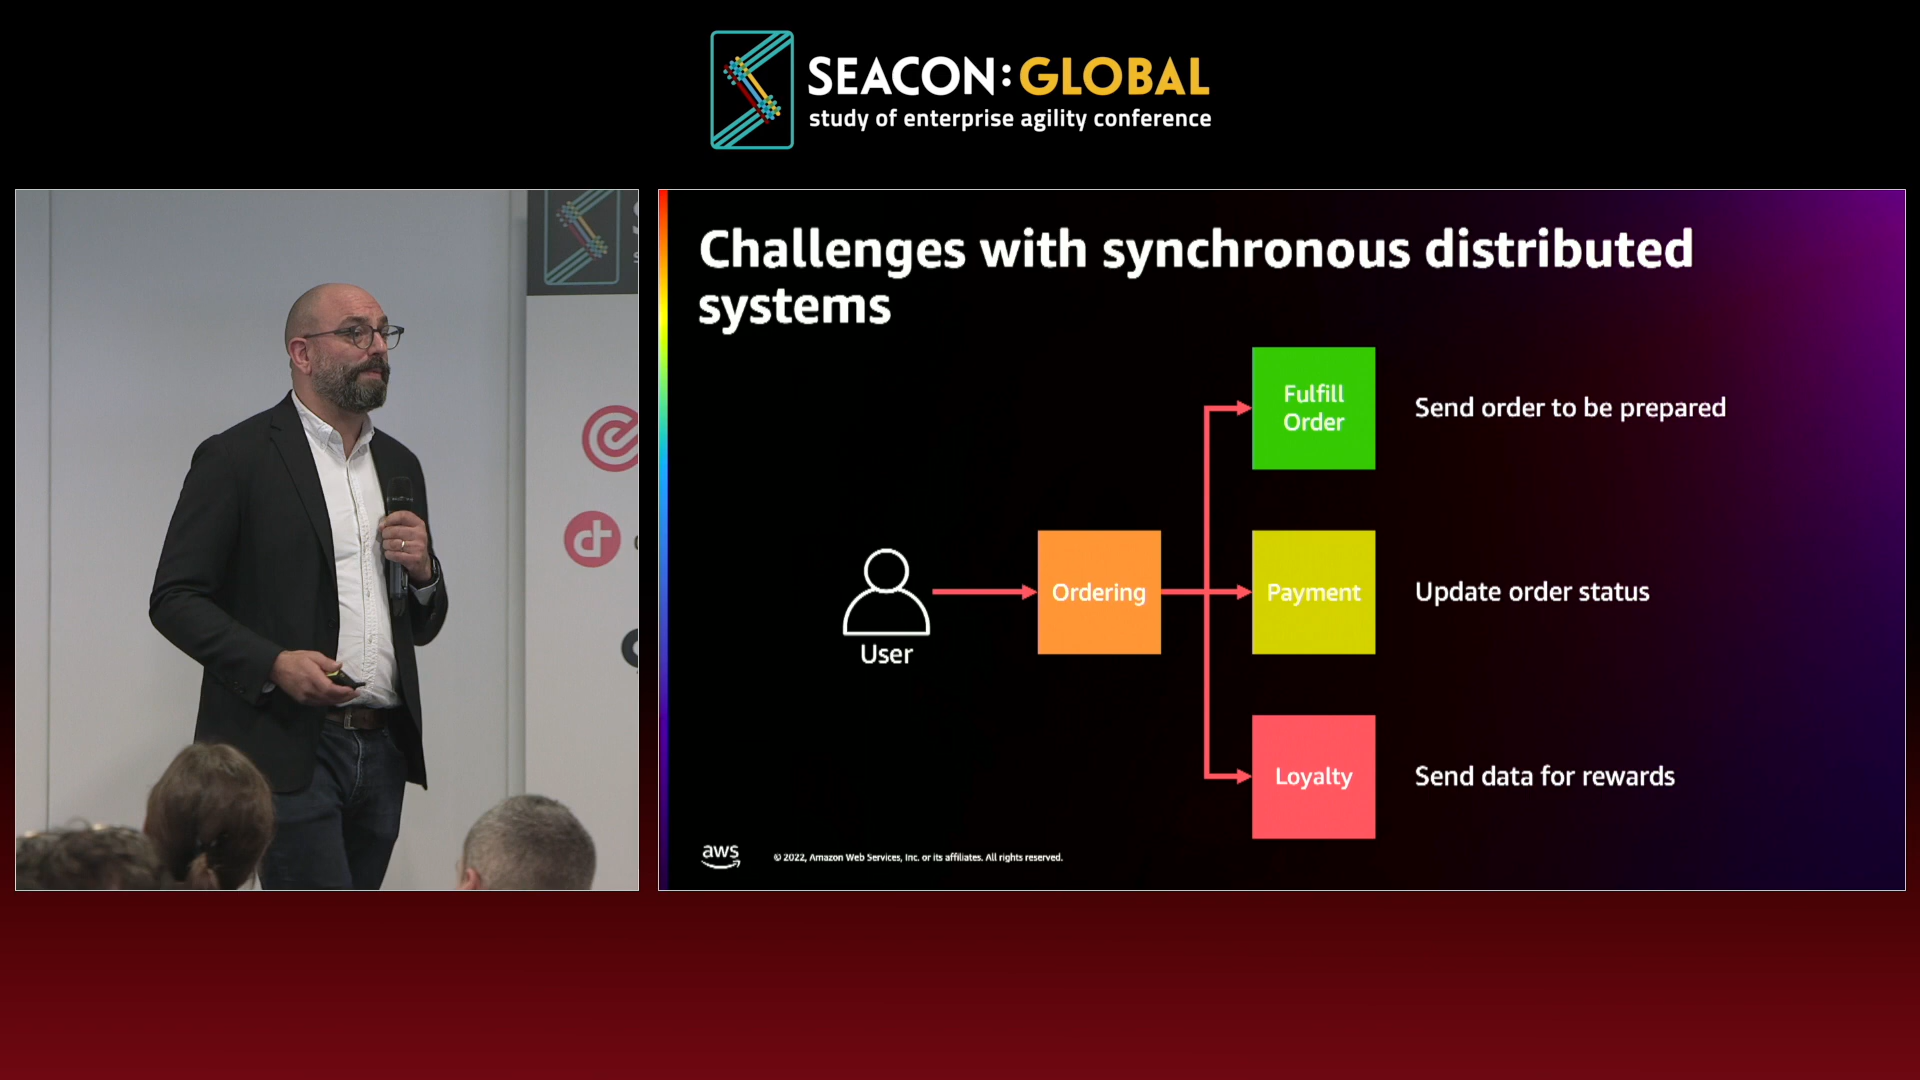 SEACON:GLOBAL
study of enterprise agility conference
Challenges with synchronous distributed
systems
Fulfill
Order
Send order to be prepared
User
Ordering
Payment
Update order status
Loyalty
Send data for rewards
aws
© 2022, Amazon Web Services, Inc. or its affiliates. All rights reserved.